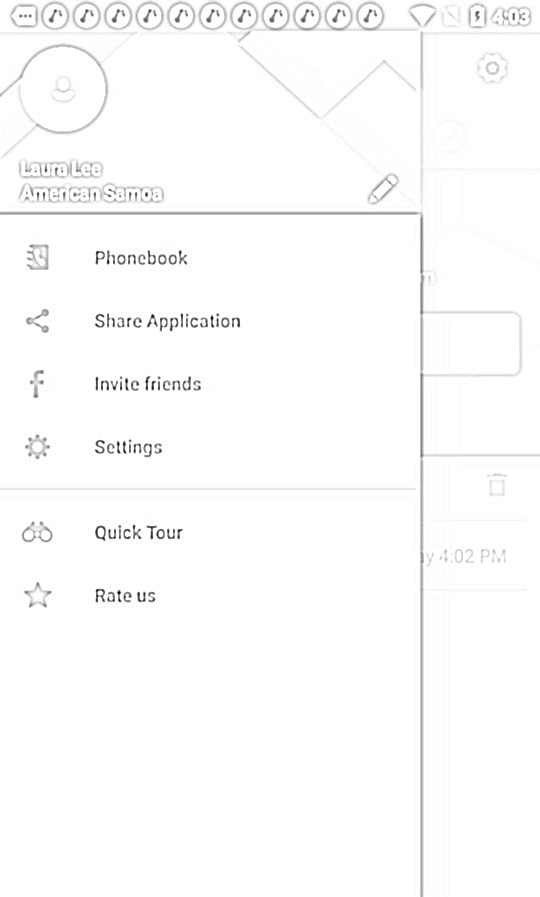 4:03
Laura Lee
American Samoa
Phonebook
Share Application
Invite friends
Settings
4:02 PM
Quick Tour
Rate us